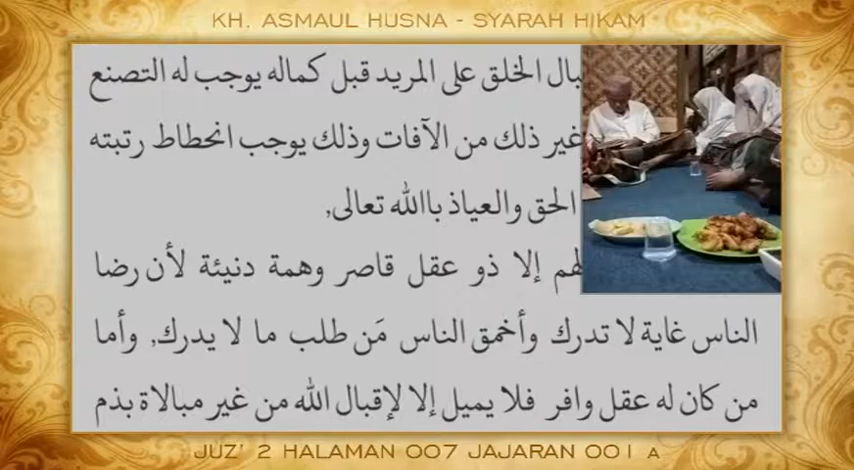 KH. ASMAUL HUSNA - SYARAH HIKAM
بال الخلق على المريد قبل كماله يوجب له التصنع
غير ذلك من الآفات وذلك يوجب انحطاط رتبته
الحق والعياذ باالله تعالى,
لهم إلا ذو عقل قاصر وهمة دنيئة لأن رضا
الناس غاية لا تدرك وأخمق الناس مَن طلب ما لا يدرك, وأما
من كان له عقل وافر فلا يميل إلا لإقبال الله من غير مبالاة بذم
JUZ' 2 HALAMAN 007 JAJARAN 001 A